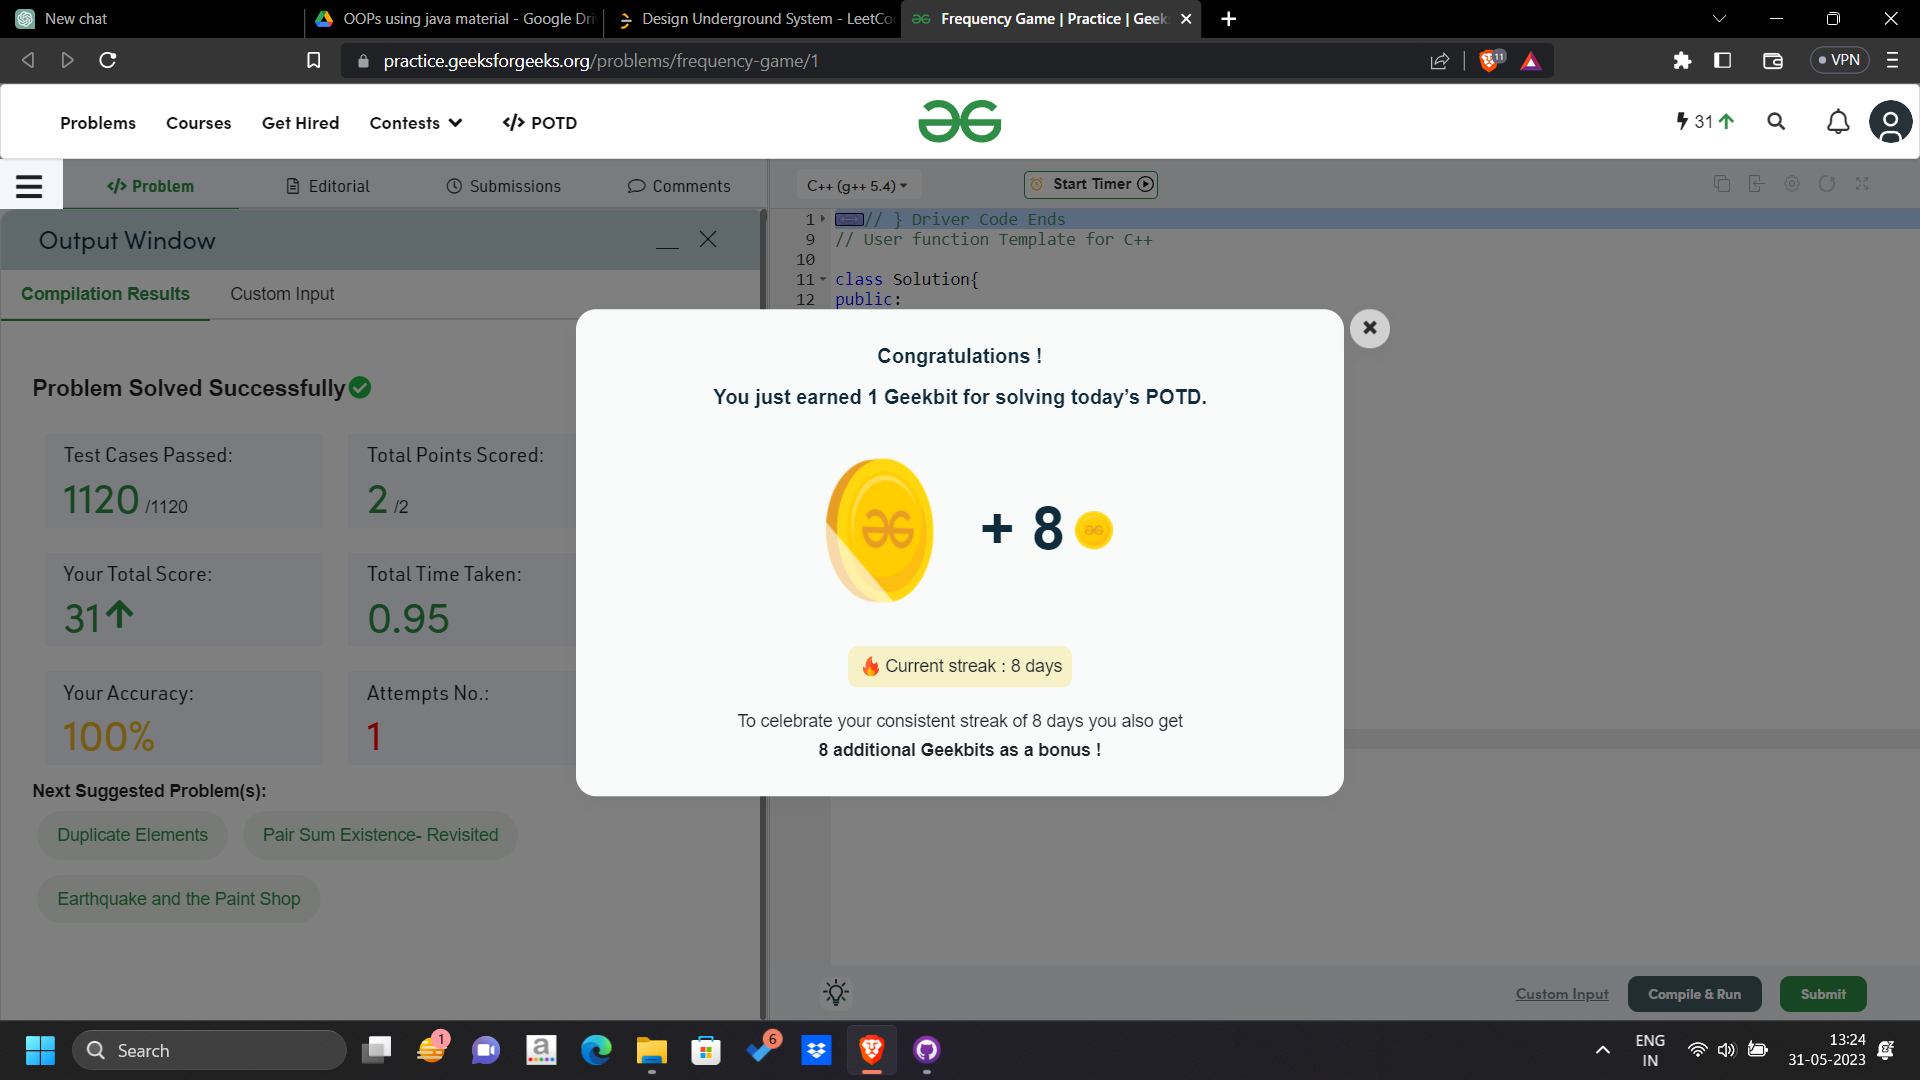 New chat
OOPs using java material - Google Dri
Design Underground System - LeetCo
Frequency Game | Practice | Geek
practice.geeksforgeeks.org/problems/frequency-game/1
11
VPN
Problems
Courses
Get Hired
Contests
</> POTD
31
</> Problem
Editorial
Submissions
Comments
C++ (g++ 5.4)
Start Timer
Output Window
1
// } Driver Code Ends
9
// User function Template for C++
10
11
class Solution{
12
public:
Compilation Results
Custom Input
Problem Solved Successfully
Test Cases Passed:
1120 /1120
Total Points Scored:
2 /2
Your Total Score:
31
Total Time Taken:
0.95
Your Accuracy:
100%
Attempts No.:
1
Next Suggested Problem(s):
Duplicate Elements
Pair Sum Existence- Revisited
Earthquake and the Paint Shop
Congratulations !
You just earned 1 Geekbit for solving today’s POTD.
+ 8
Current streak : 8 days
To celebrate your consistent streak of 8 days you also get
8 additional Geekbits as a bonus !
Custom Input
Compile & Run
Submit
Search
1
a
6
ENG
IN
13:24
31-05-2023